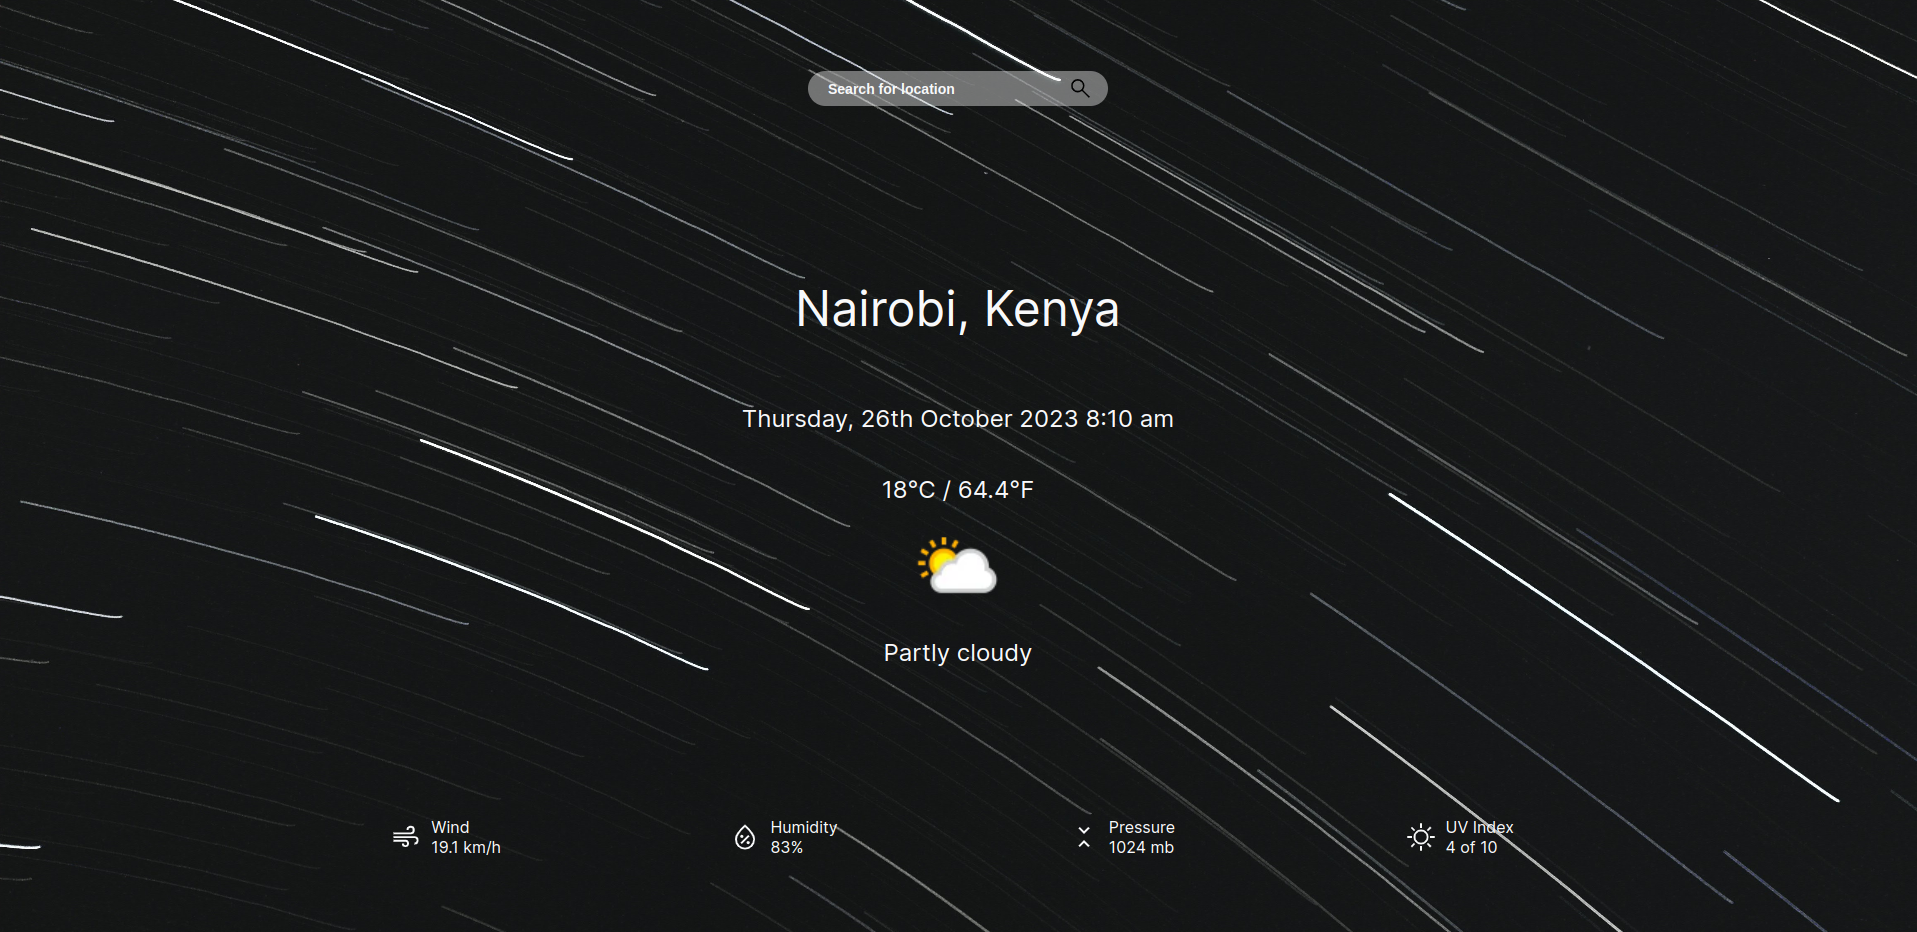 Search for location
Nairobi, Kenya
Thursday, 26th October 2023 8:10 am
18°C / 64.4°F
Partly cloudy
Wind
19.1 km/h
Humidity
83%
Pressure
1024 mb
UV Index
4 of 10